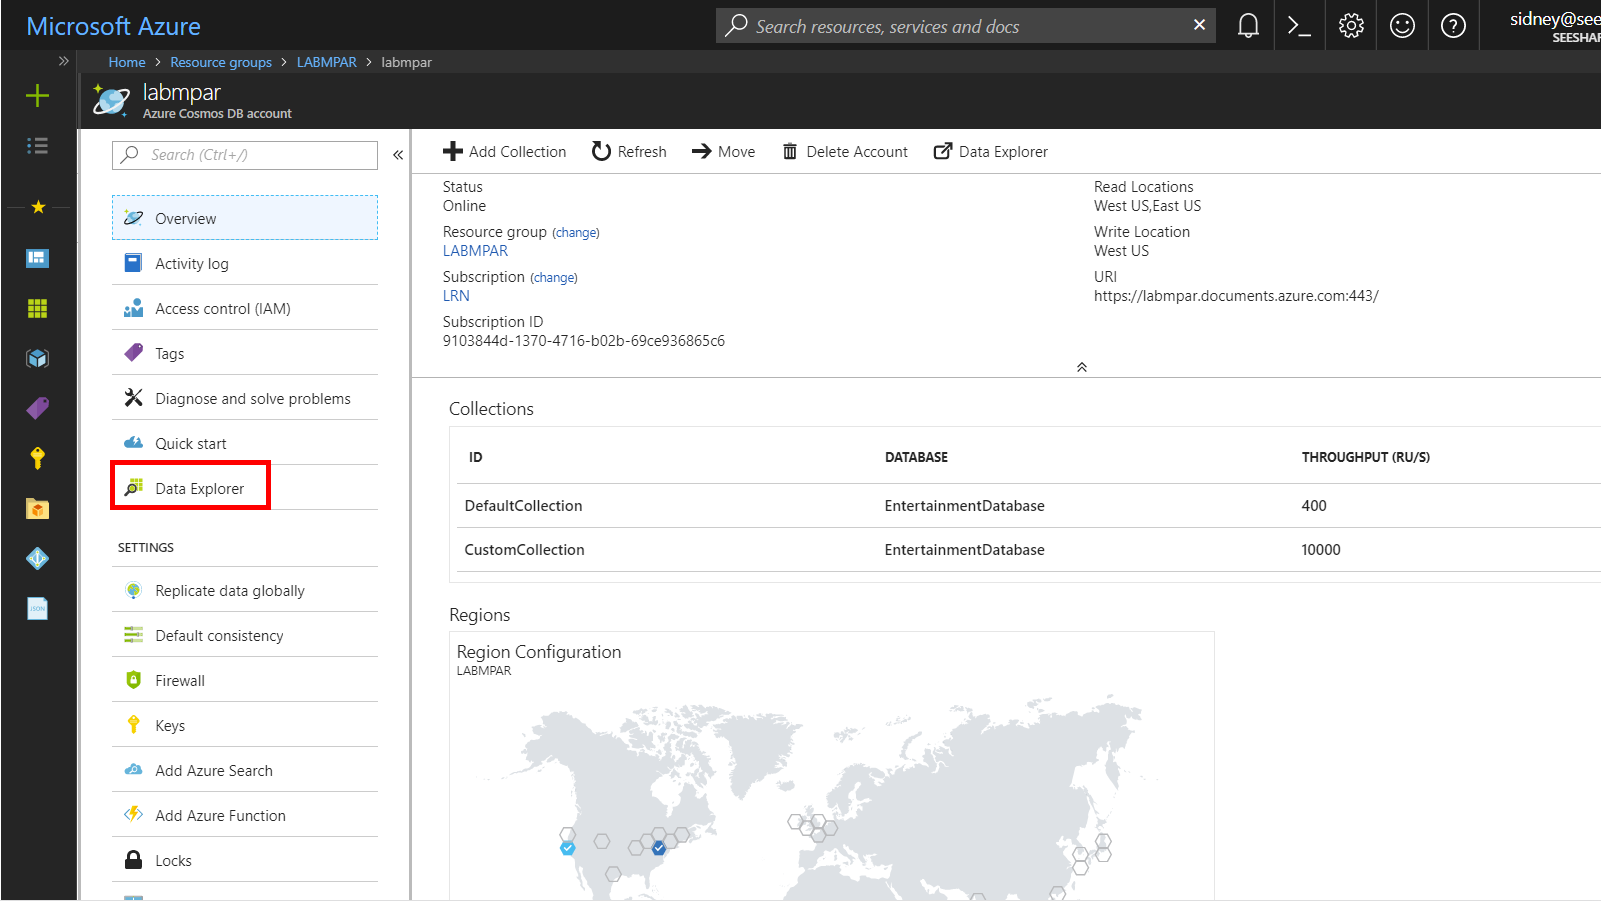 Microsoft Azure
Search resources, services and docs
sidney@see
SEESHAR
Home > Resource groups > LABMPAR > labmpar
labmpar
Azure Cosmos DB account
Search (Ctrl+/)
Overview
Activity log
Access control (IAM)
Tags
Diagnose and solve problems
Quick start
Data Explorer
SETTINGS
Replicate data globally
Default consistency
Firewall
Keys
Add Azure Search
Add Azure Function
Locks
JSON
Add Collection Refresh Move Delete Account Data Explorer
Status
Online
Resource group (change)
LABMPAR
Subscription (change)
LRN
Subscription ID
9103844d-1370-4716-b02b-69ce936865c6
Read Locations
West US,East US
Write Location
West US
URI
https://labmpar.documents.azure.com:443/
Collections
ID DATABASE THROUGHPUT (RU/S)
DefaultCollection EntertainmentDatabase 400
CustomCollection EntertainmentDatabase 10000
Regions
Region Configuration
LABMPAR